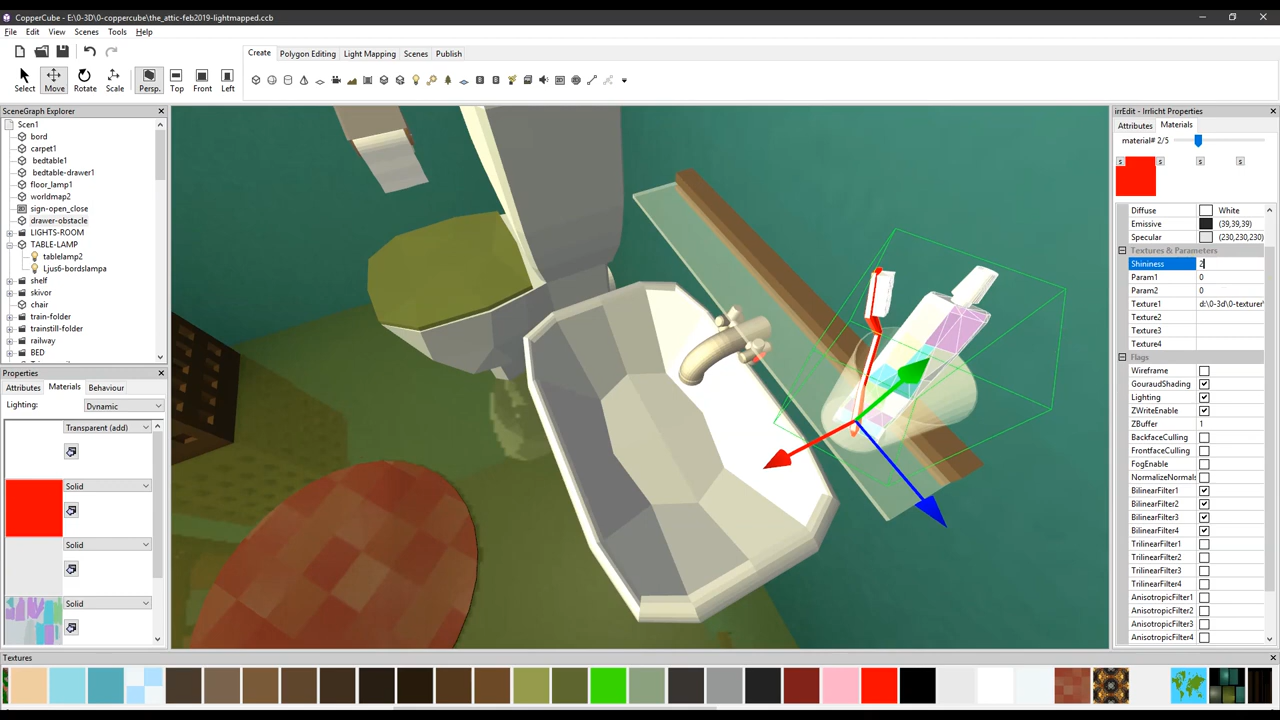 CopperCube - E:\0-3D\0-coppercube\the_attic-feb2019-lightmapped.ccb
File Edit View Scenes Tools Help
Create Polygon Editing Light Mapping Scenes Publish
Select Move Rotate Scale Persp. Top Front Left
SceneGraph Explorer
Scen1
bord
carpet1
bedtable1
bedtable-drawer1
floor_lamp1
worldmap2
sign-open_close
drawer-obstacle
LIGHTS-ROOM
TABLE-LAMP
tablelamp2
Ljus6-bordslampa
shelf
skivor
chair
train-folder
trainstill-folder
railway
BED
Properties
Attributes Materials Behaviour
Lighting: Dynamic
Transparent (add)
Solid
Solid
Solid
irrEdit - Irrlicht Properties
Attributes Materials
material# 2/5
s s s s
Diffuse White
Emissive (39,39,39)
Specular (230,230,230)
Textures & Parameters
Shininess 2
Param1 0
Param2 0
Texture1 d:\0-3d\0-texture\
Texture2
Texture3
Texture4
Flags
Wireframe
GouraudShading
Lighting
ZWriteEnable
ZBuffer 1
BackfaceCulling
FrontfaceCulling
FogEnable
NormalizeNormals
BilinearFilter1
BilinearFilter2
BilinearFilter3
BilinearFilter4
TrilinearFilter1
TrilinearFilter2
TrilinearFilter3
TrilinearFilter4
AnisotropicFilter1
AnisotropicFilter2
AnisotropicFilter3
AnisotropicFilter4
Textures